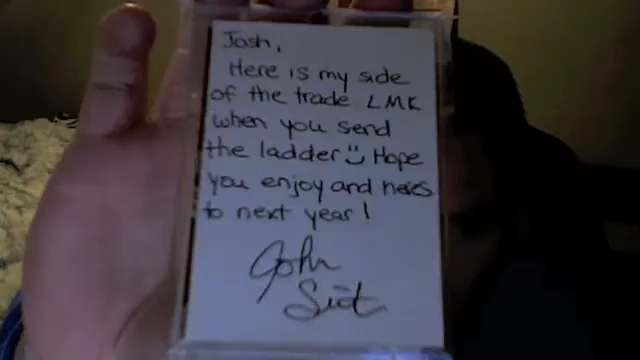 Josh,
Here is my side
of the trade LMK
when you send
the ladder Hope
you enjoy and heres
to next year!
John